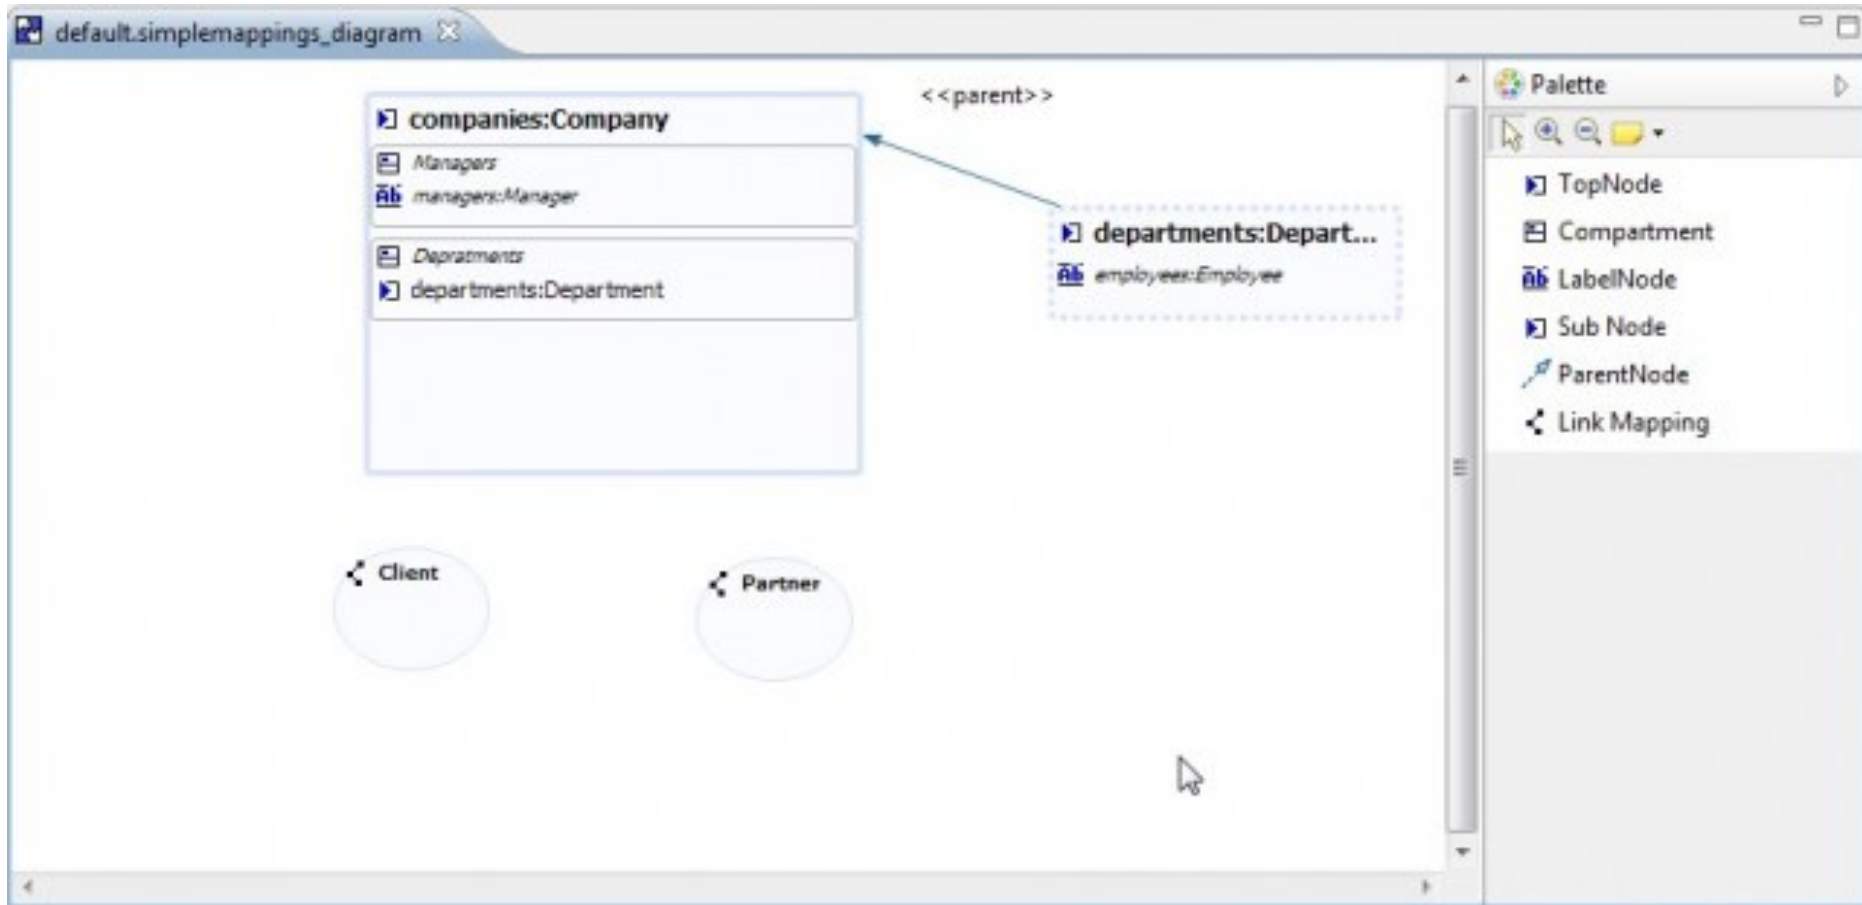 default.simplemappings_diagram
<<parent>>
companies:Company
Managers
managers:Manager
Depratments
departments:Department
departments:Depart...
employees:Employee
Client
Partner
Palette
TopNode
Compartment
Ab LabelNode
Sub Node
ParentNode
Link Mapping